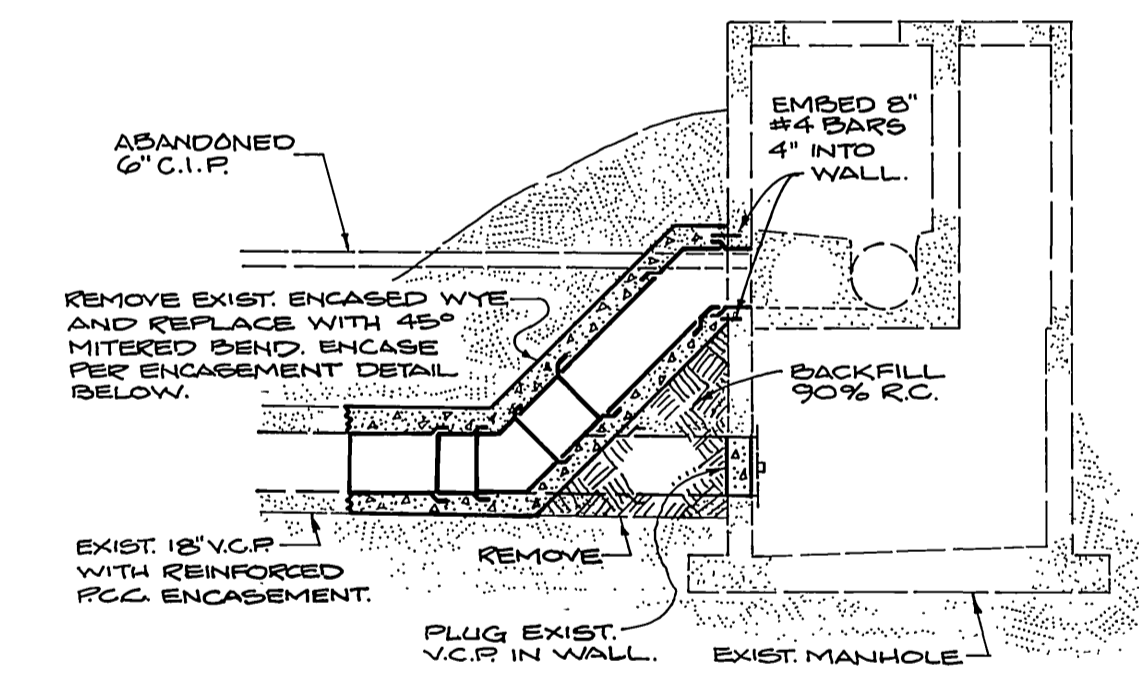 EMBED 8"
#4 BARS
4" INTO
WALL.
ABANDONED
6" C.I.P.
REMOVE EXIST. ENCASED WYE
AND REPLACE WITH 45°
MITERED BEND. ENCASE
PER ENCASEMENT DETAIL
BELOW.
BACKFILL
90% R.C.
EXIST. 18" V.C.P.
WITH REINFORCED
P.C.C. ENCASEMENT.
REMOVE
PLUG EXIST.
V.C.P. IN WALL.
EXIST. MANHOLE